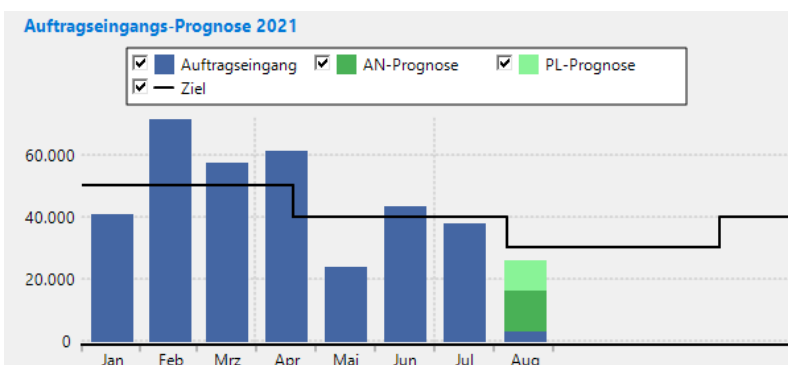 Auftragseingangs-Prognose 2021
Auftragseingang AN-Prognose PL-Prognose
Ziel
60.000
40.000
20.000
0
Jan Feb Mrz Apr Mai Jun Jul Aug